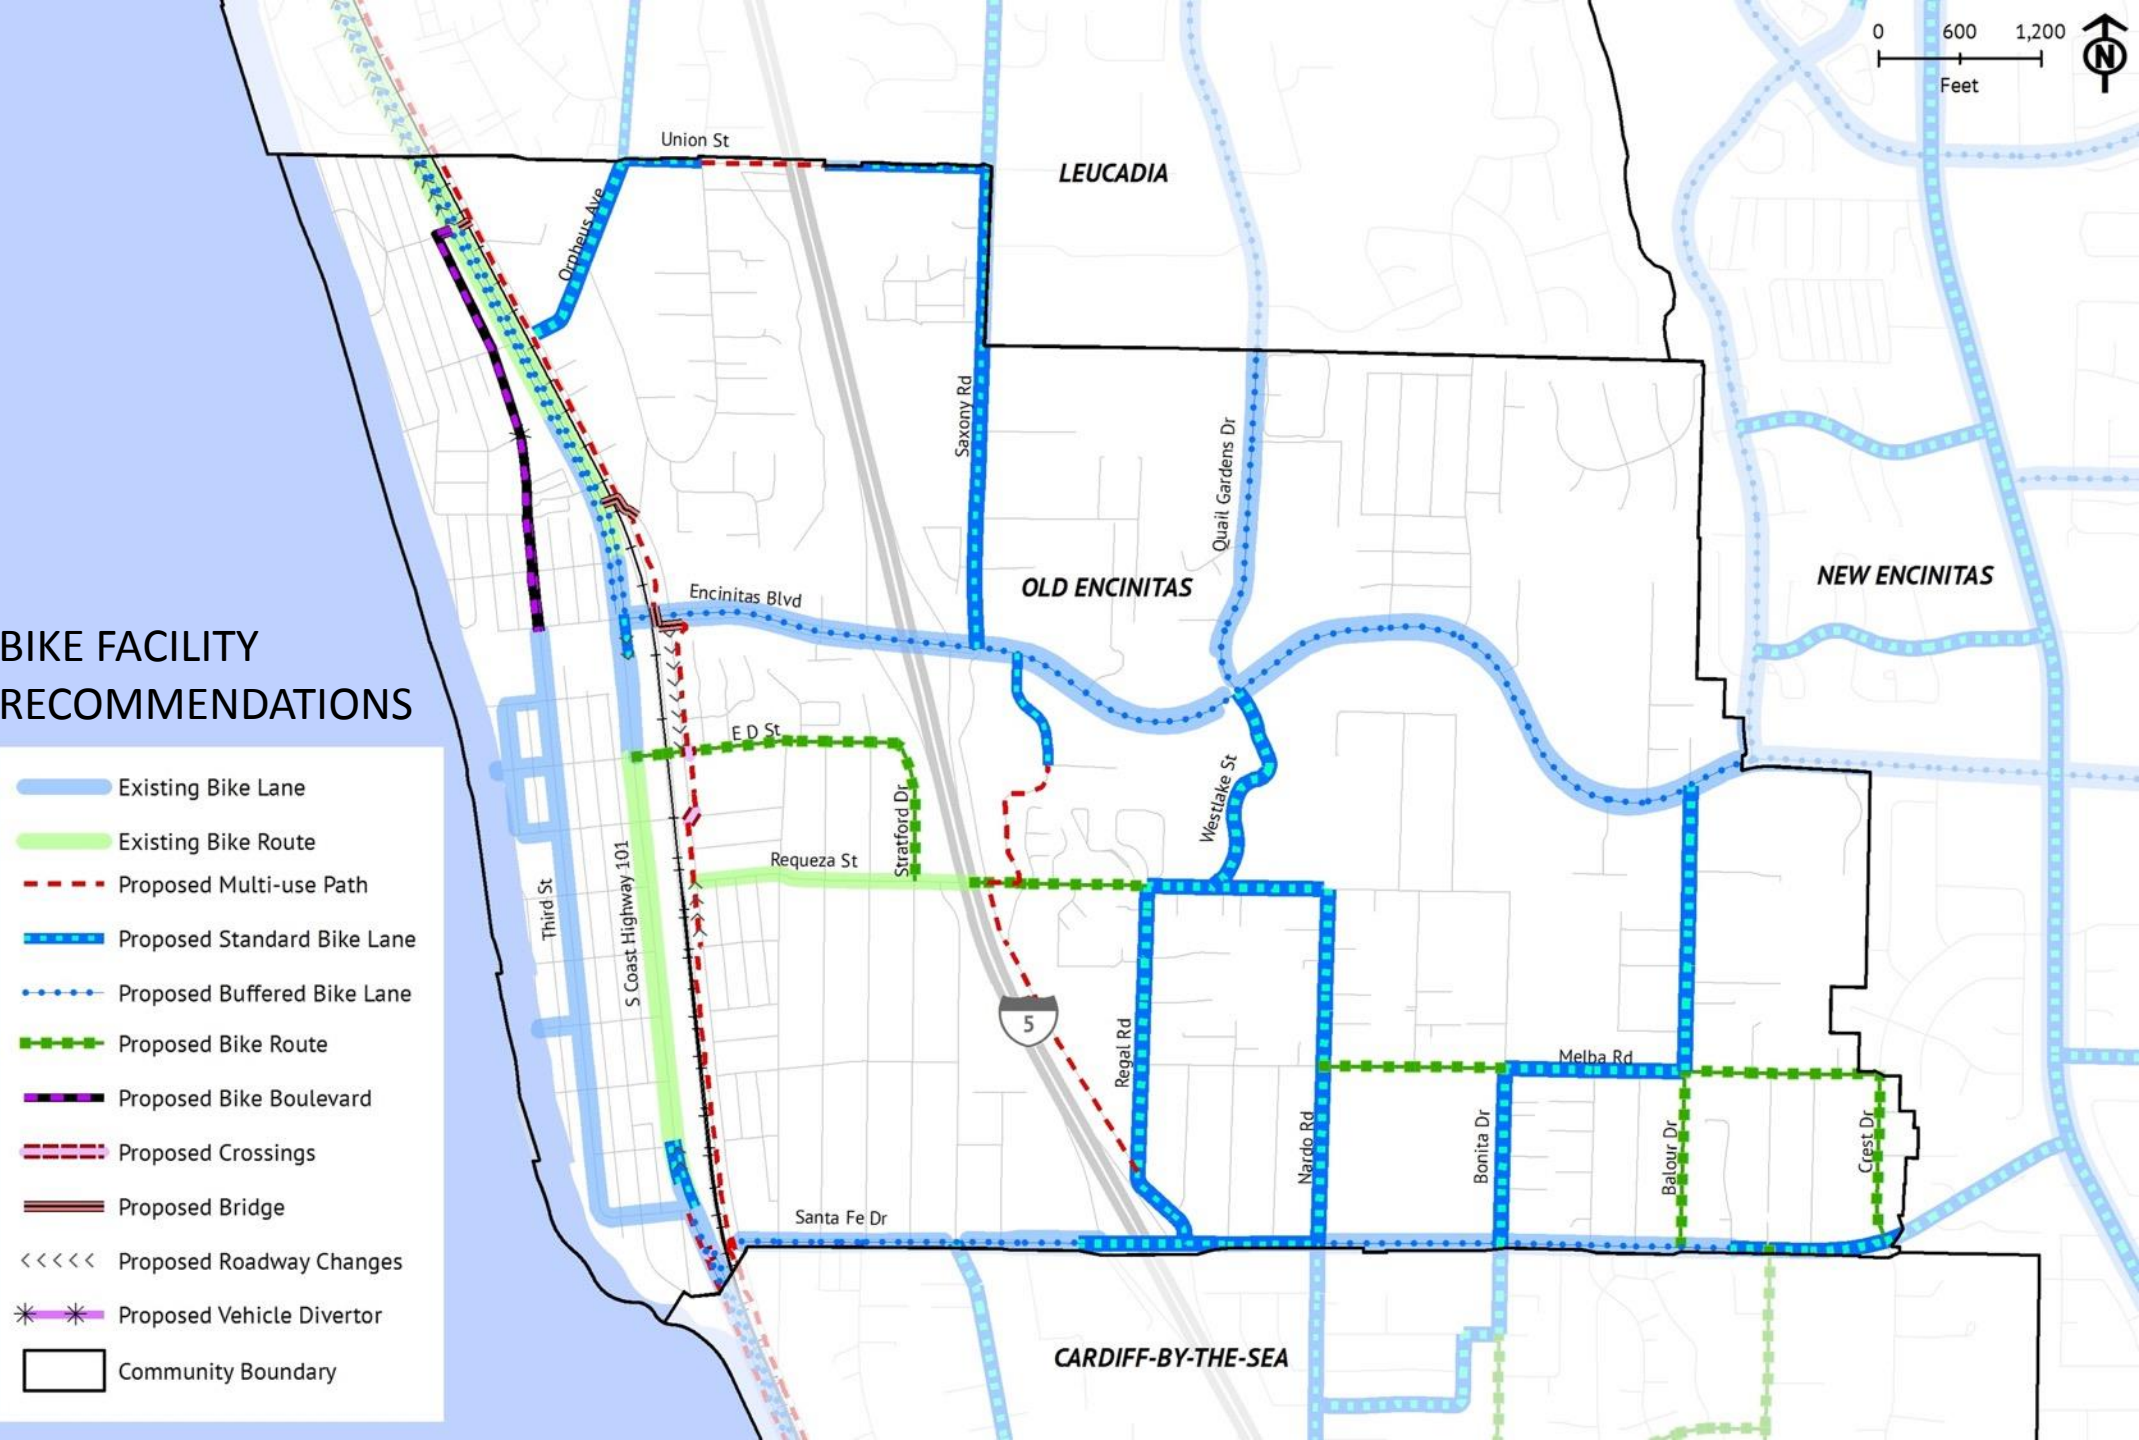 0 600 1,200
N
Feet
Union St
LEUCADIA
Orpheus Ave
Saxony Rd
Quail Gardens Dr
OLD ENCINITAS
NEW ENCINITAS
Encinitas Blvd
BIKE FACILITY
RECOMMENDATIONS
E D St
Stratford Dr
Westlake St
Requeza St
Third St
S Coast Highway 101
5
Regal Rd
Melba Rd
Nardo Rd
Bonita Dr
Balour Dr
Crest Dr
Santa Fe Dr
CARDIFF-BY-THE-SEA
Existing Bike Lane
Existing Bike Route
Proposed Multi-use Path
Proposed Standard Bike Lane
Proposed Buffered Bike Lane
Proposed Bike Route
Proposed Bike Boulevard
Proposed Crossings
Proposed Bridge
Proposed Roadway Changes
Proposed Vehicle Divertor
Community Boundary